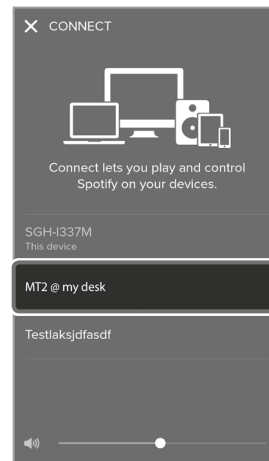 CONNECT
Connect lets you play and control
Spotify on your devices.
SGH-I337M
This device
MT2 @ my desk
Testlaksjdfasdf